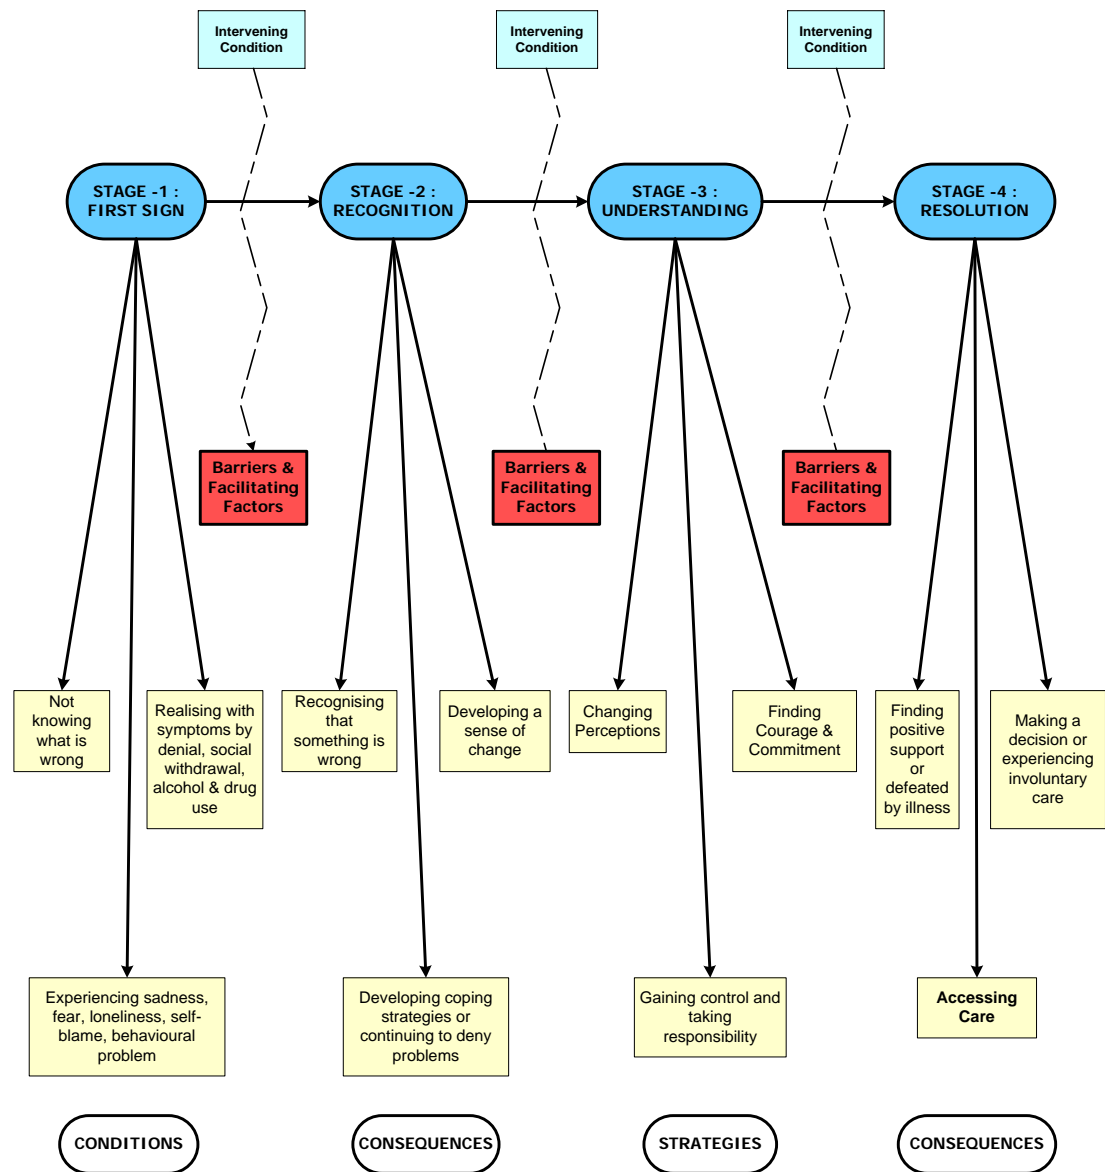 Intervening
Condition
Intervening
Condition
Intervening
Condition
STAGE -1 :
FIRST SIGN
STAGE -2 :
RECOGNITION
STAGE -3 :
UNDERSTANDING
STAGE -4 :
RESOLUTION
Barriers &
Facilitating
Factors
Barriers &
Facilitating
Factors
Barriers &
Facilitating
Factors
Not
knowing
what is
wrong
Realising with
symptoms by
denial, social
withdrawal,
alcohol & drug
use
Recognising
that
something is
wrong
Developing a
sense of
change
Changing
Perceptions
Finding
Courage &
Commitment
Finding
positive
support
or
defeated
by illness
Making a
decision or
experiencing
involuntary
care
Experiencing sadness,
fear, loneliness, self-
blame, behavioural
problem
Developing coping
strategies or
continuing to deny
problems
Gaining control and
taking
responsibility
Accessing
Care
CONDITIONS
CONSEQUENCES
STRATEGIES
CONSEQUENCES